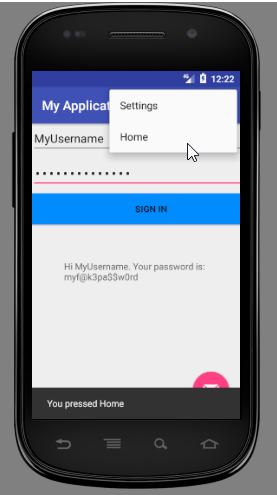 12:22
My Applicat
Settings
Home
MyUsername
SIGN IN
Hi MyUsername. Your password is:
myf@k3pa$$w0rd
You pressed Home